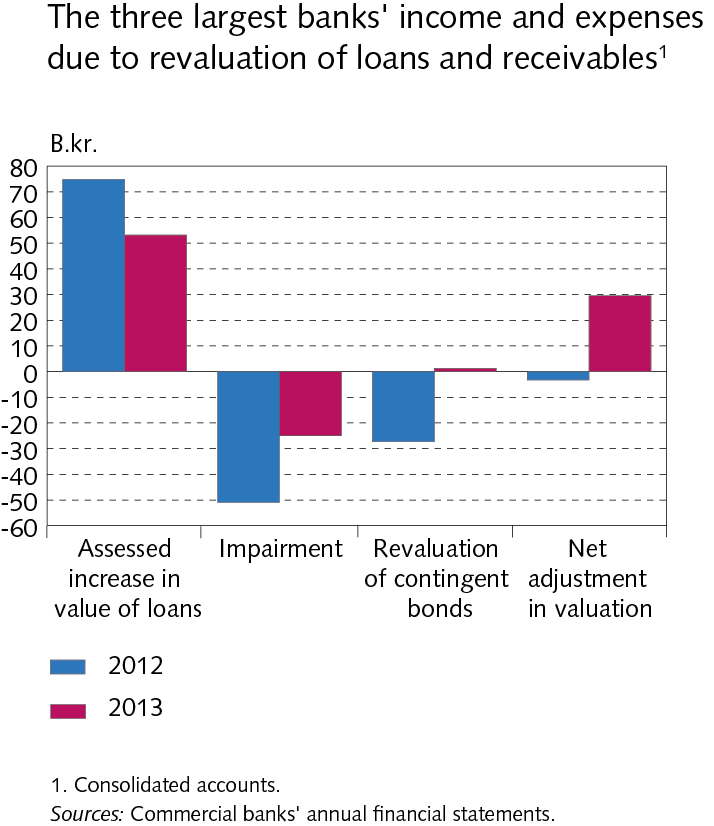 The three largest banks' income and expenses
due to revaluation of loans and receivables¹
B.kr.
80
70
60
50
40
30
20
10
0
-10
-20
-30
-40
-50
-60
Assessed
increase in
value of loans
Impairment
Revaluation
of contingent
bonds
Net
adjustment
in valuation
2012
2013
1. Consolidated accounts.
Sources: Commercial banks' annual financial statements.